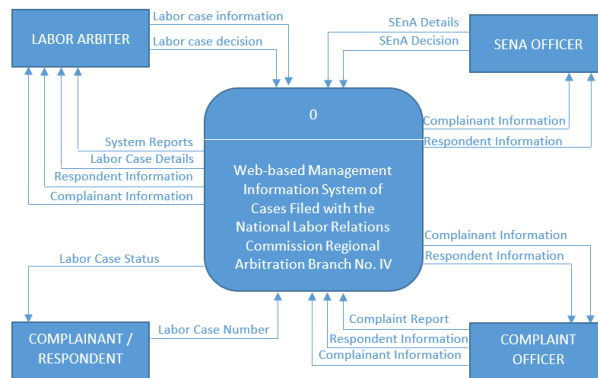 Labor case information
LABOR ARBITER
Labor case decision
SEnA Details
SEnA Decision
SENA OFFICER
0
Complainant Information
Respondent Information
System Reports
Labor Case Details
Respondent Information
Complainant Information
Web-based Management
Information System of
Cases Filed with the
National Labor Relations
Commission Regional
Arbitration Branch No. IV
Complainant Information
Respondent Information
Labor Case Status
Labor Case Number
COMPLAINANT /
RESPONDENT
Complaint Report
Respondent Information
Complainant Information
COMPLAINT
OFFICER